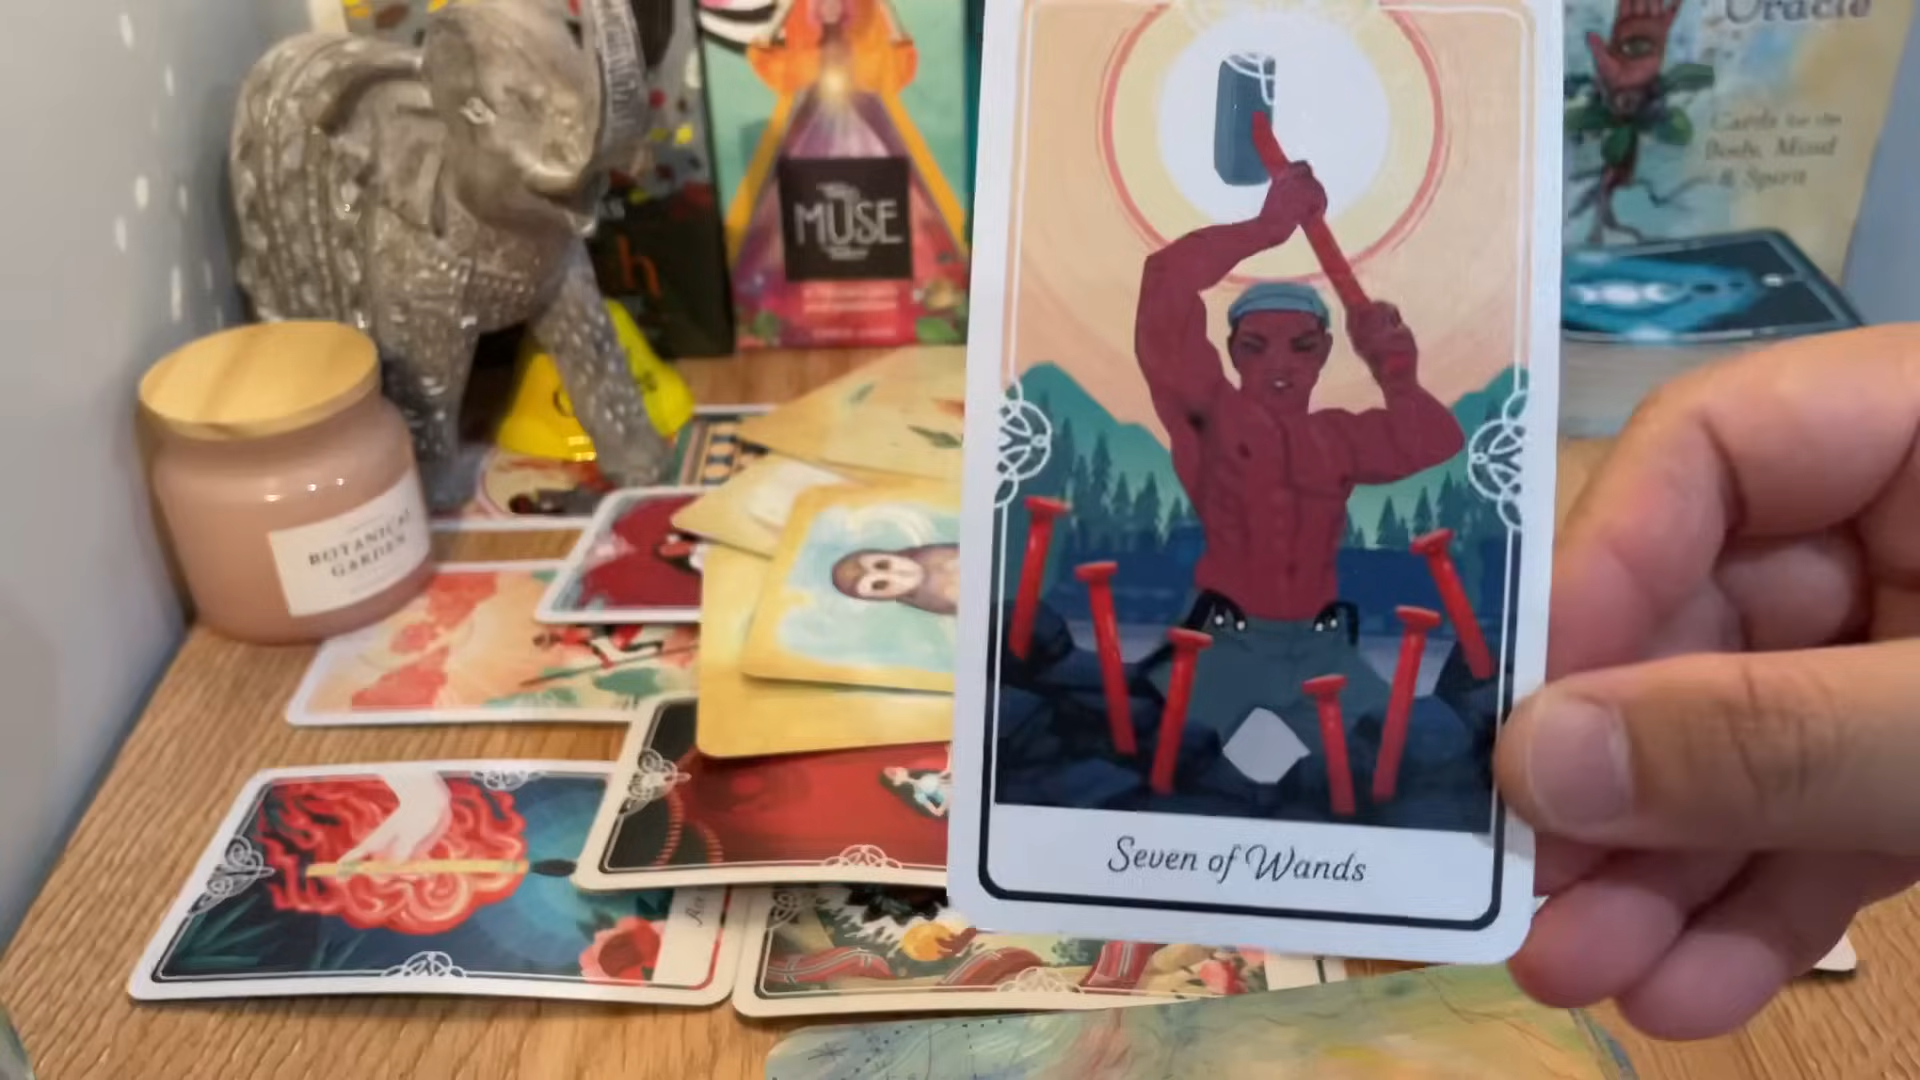 MUSE
Oracle
Cards for the
Body, Mind
& Spirit
BOTANICAL
GARDEN
Seven of Wands